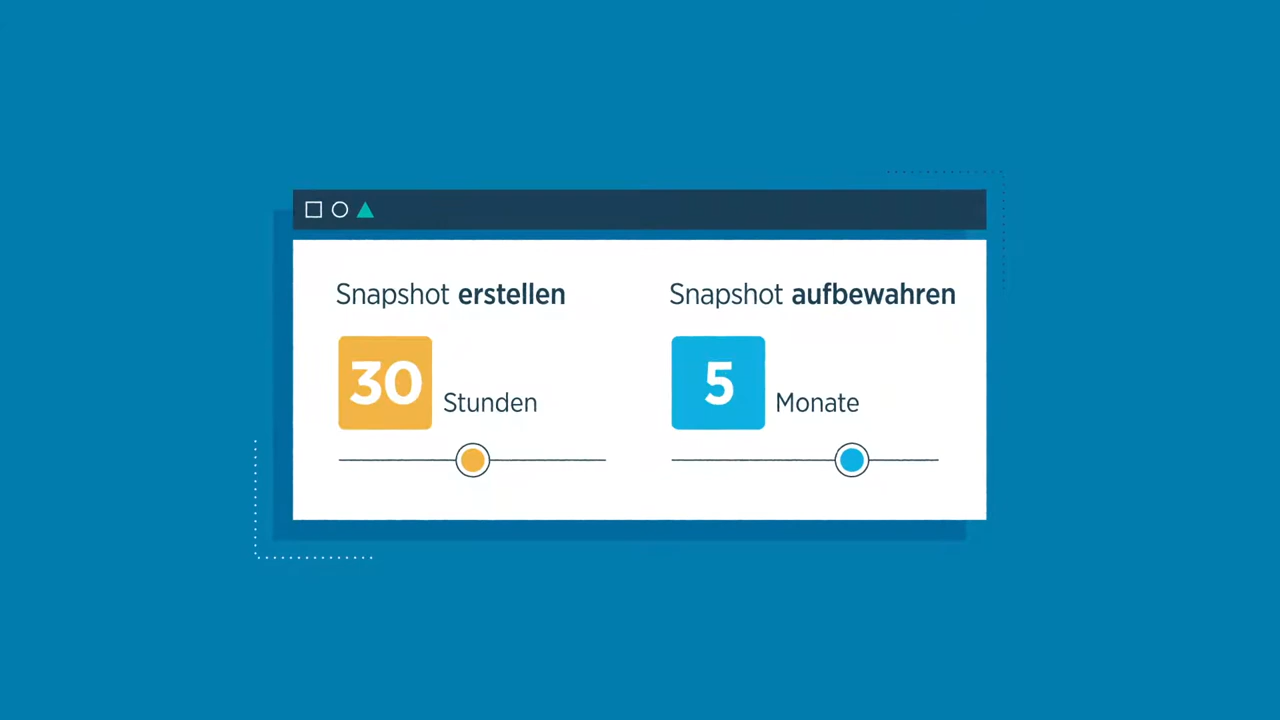 Snapshot erstellen
30 Stunden
Snapshot aufbewahren
5 Monate